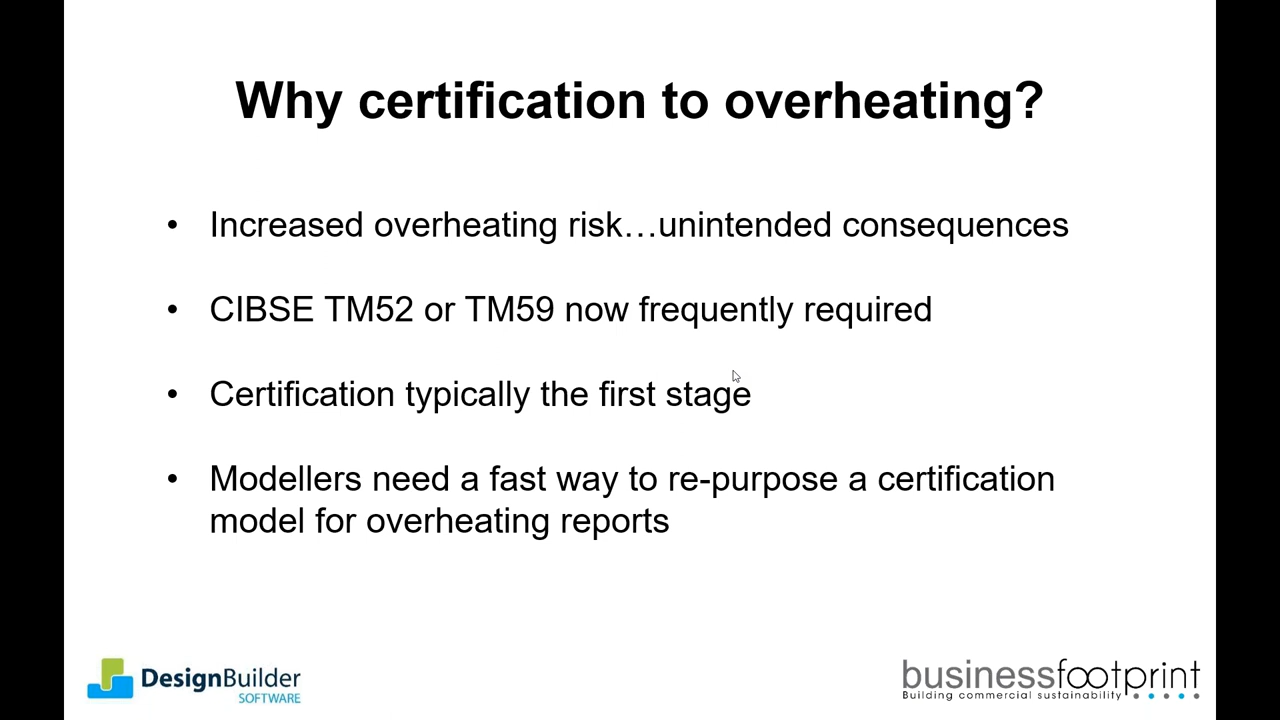 Why certification to overheating?
• Increased overheating risk…unintended consequences
• CIBSE TM52 or TM59 now frequently required
• Certification typically the first stage
• Modellers need a fast way to re-purpose a certification
model for overheating reports
DesignBuilder
SOFTWARE
businessfootprint
Building commercial sustainability